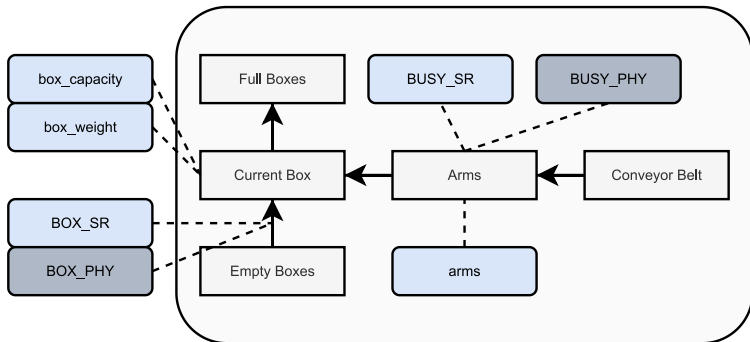 box_capacity
Full Boxes
BUSY_SR
BUSY_PHY
box_weight
Current Box
Arms
Conveyor Belt
BOX_SR
BOX_PHY
Empty Boxes
arms